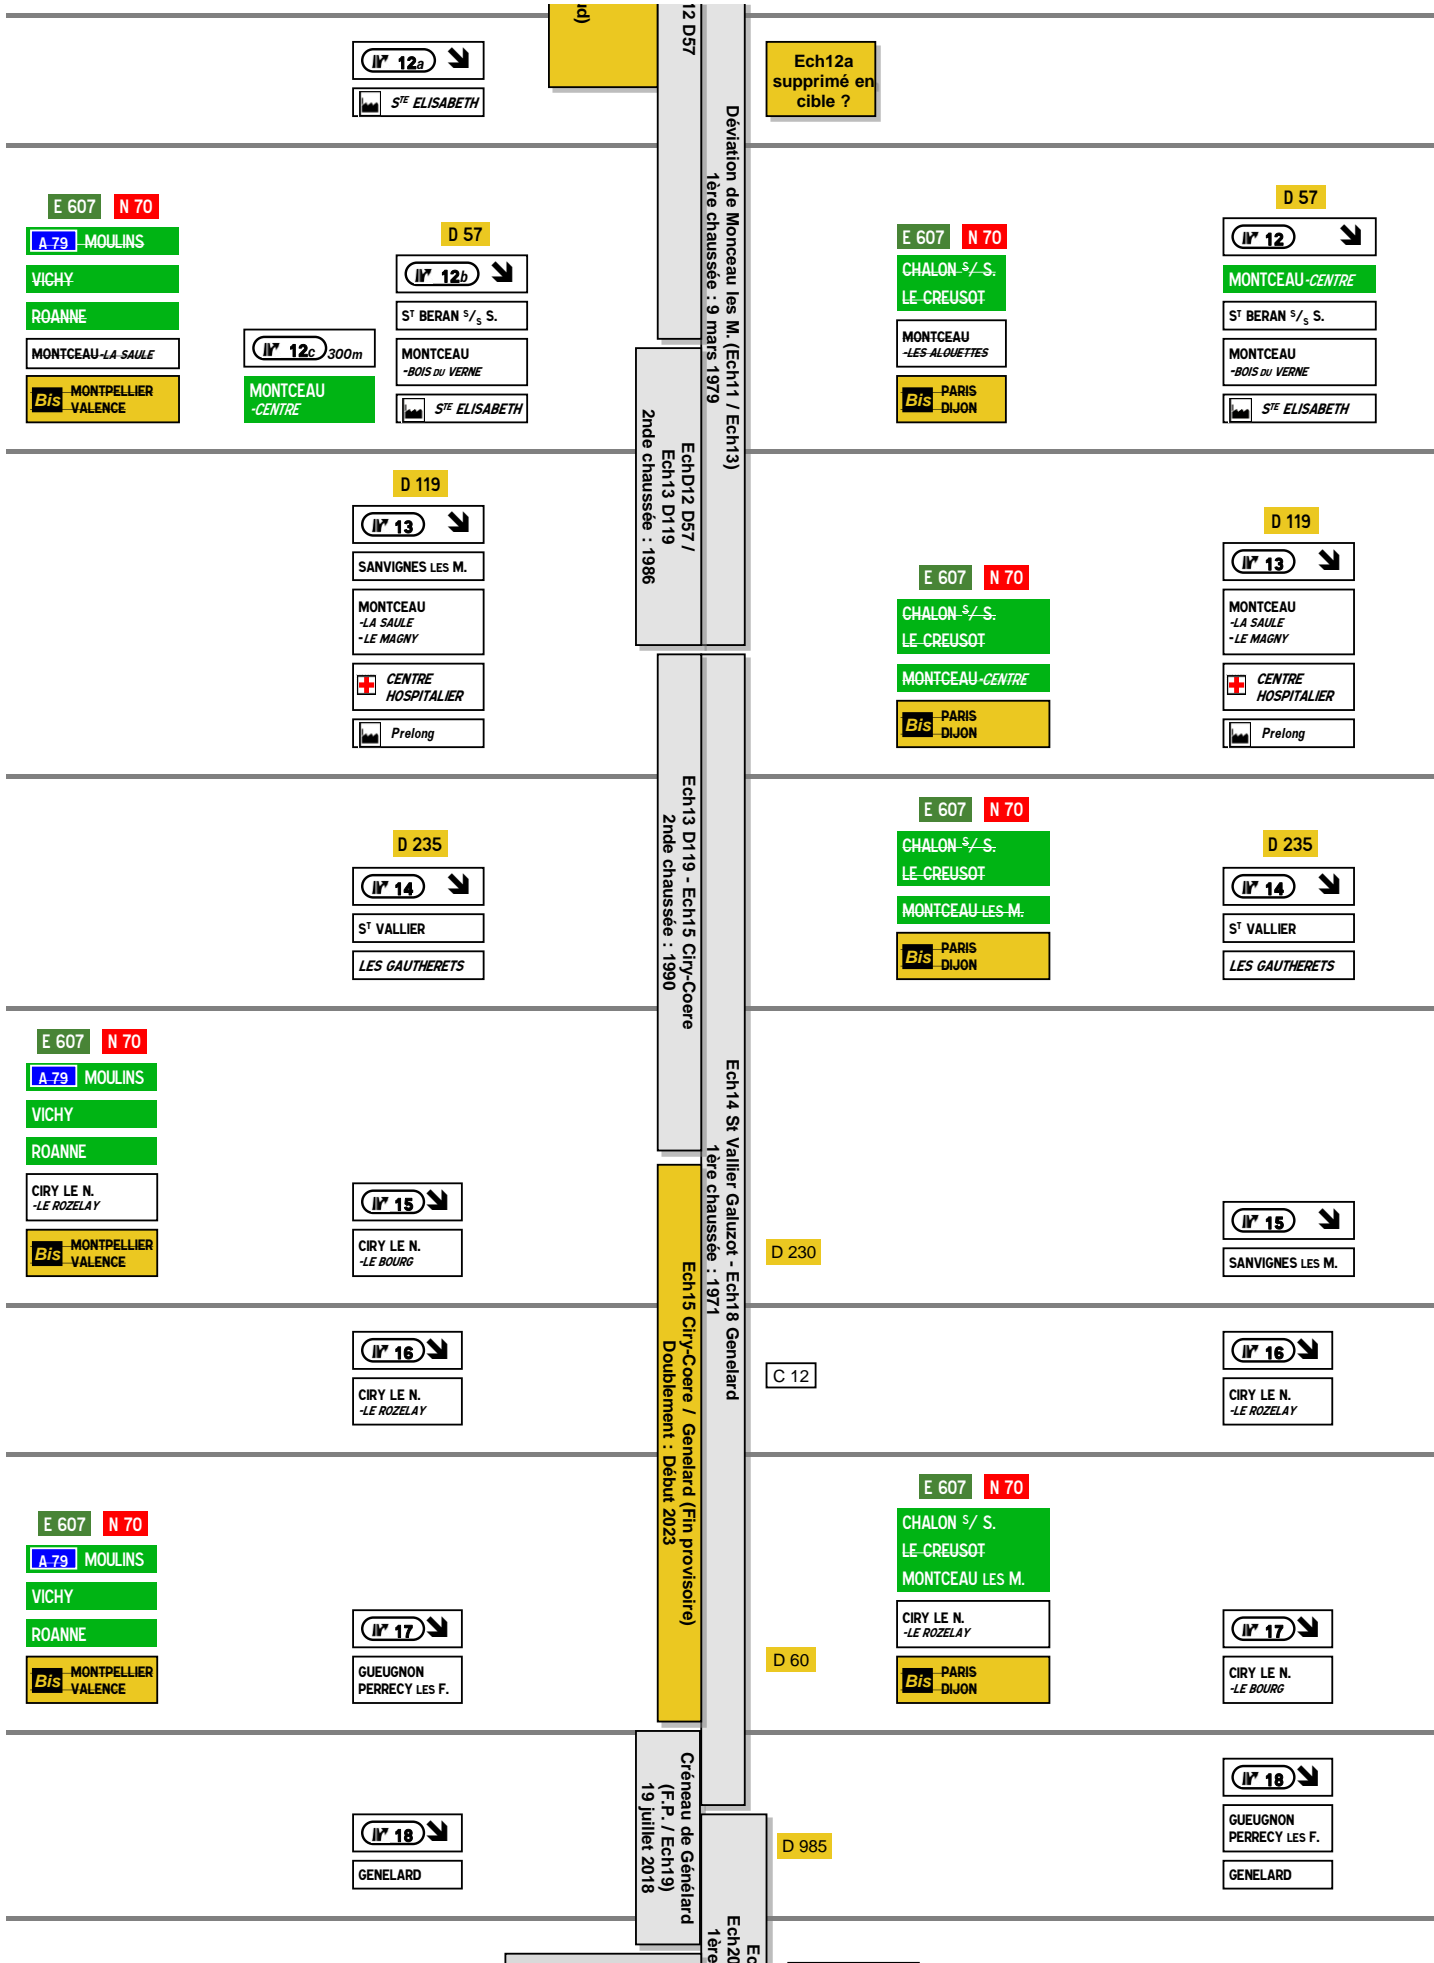 ud)
12 D57
12a
STE ELISABETH
Ech12a
supprimé en
cible ?
Déviation de Monceau les M. (Ech11 / Ech13)
1ère chaussée : 9 mars 1979
E 607 N 70
A 79 MOULINS
VICHY
ROANNE
MONTCEAU-LA SAULE
Bis MONTPELLIER
VALENCE
12c 300m
MONTCEAU
-CENTRE
D 57
12b
ST BERAN S/S S.
MONTCEAU
-BOIS DU VERNE
STE ELISABETH
E 607 N 70
CHALON S/ S.
LE CREUSOT
MONTCEAU
-LES ALOUETTES
Bis PARIS
DIJON
D 57
12
MONTCEAU-CENTRE
ST BERAN S/S S.
MONTCEAU
-BOIS DU VERNE
STE ELISABETH
EchD12 D57 /
Ech13 D119
2nde chaussée : 1986
D 119
13
SANVIGNES LES M.
MONTCEAU
-LA SAULE
-LE MAGNY
CENTRE
HOSPITALIER
Prelong
E 607 N 70
CHALON S/ S.
LE CREUSOT
MONTCEAU-CENTRE
Bis PARIS
DIJON
D 119
13
MONTCEAU
-LA SAULE
-LE MAGNY
CENTRE
HOSPITALIER
Prelong
Ech13 D119 - Ech15 Ciry-Coere
2nde chaussée : 1990
D 235
14
ST VALLIER
LES GAUTHERETS
E 607 N 70
CHALON S/ S.
LE CREUSOT
MONTCEAU LES M.
Bis PARIS
DIJON
D 235
14
ST VALLIER
LES GAUTHERETS
Ech14 St Vallier Galuzot - Ech18 Genelard
1ère chaussée : 1971
E 607 N 70
A 79 MOULINS
VICHY
ROANNE
CIRY LE N.
-LE ROZELAY
Bis MONTPELLIER
VALENCE
15
CIRY LE N.
-LE BOURG
D 230
15
SANVIGNES LES M.
Ech15 Ciry-Coere / Genelard (Fin provisoire)
Doublement : Début 2023
16
CIRY LE N.
-LE ROZELAY
C 12
16
CIRY LE N.
-LE ROZELAY
E 607 N 70
A 79 MOULINS
VICHY
ROANNE
Bis MONTPELLIER
VALENCE
17
GUEUGNON
PERRECY LES F.
D 60
E 607 N 70
CHALON S/ S.
LE CREUSOT
MONTCEAU LES M.
CIRY LE N.
-LE ROZELAY
Bis PARIS
DIJON
17
CIRY LE N.
-LE BOURG
Créneau de Génélard
(F.P. / Ech19)
19 juillet 2018
18
GENELARD
D 985
18
GUEUGNON
PERRECY LES F.
GENELARD
Ec
Ech20
1ère